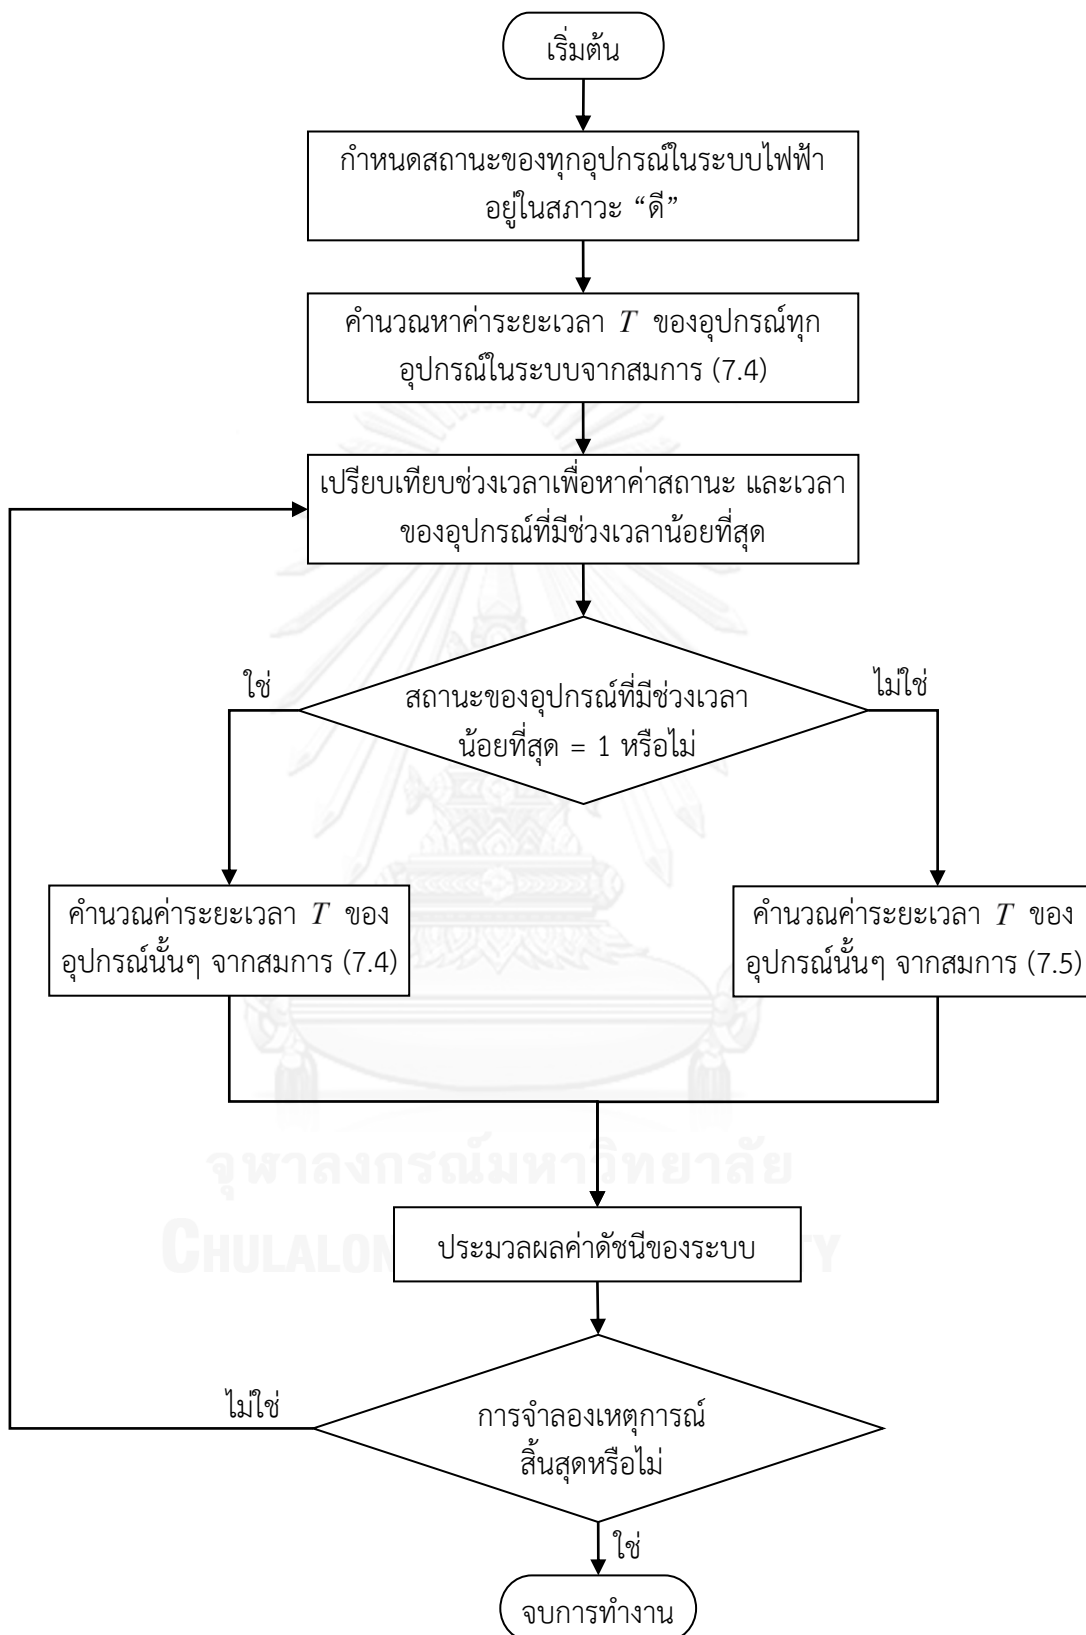 เริ่มต้น
กำหนดสถานะของทุกอุปกรณ์ในระบบไฟฟ้า
อยู่ในสภาวะ “ดี”
คำนวณหาค่าระยะเวลา T ของอุปกรณ์ทุก
อุปกรณ์ในระบบจากสมการ (7.4)
เปรียบเทียบช่วงเวลาเพื่อหาค่าสถานะ และเวลา
ของอุปกรณ์ที่มีช่วงเวลาน้อยที่สุด
ใช่
ไม่ใช่
สถานะของอุปกรณ์ที่มีช่วงเวลา
น้อยที่สุด = 1 หรือไม่
คำนวณค่าระยะเวลา T ของ
อุปกรณ์นั้นๆ จากสมการ (7.4)
คำนวณค่าระยะเวลา T ของ
อุปกรณ์นั้นๆ จากสมการ (7.5)
จุฬาลงกรณ์มหาวิทยาลัย
ประมวลผลค่าดัชนีของระบบ
CHULALON TY
ไม่ใช่
การจำลองเหตุการณ์
สิ้นสุดหรือไม่
ใช่
จบการทำงาน